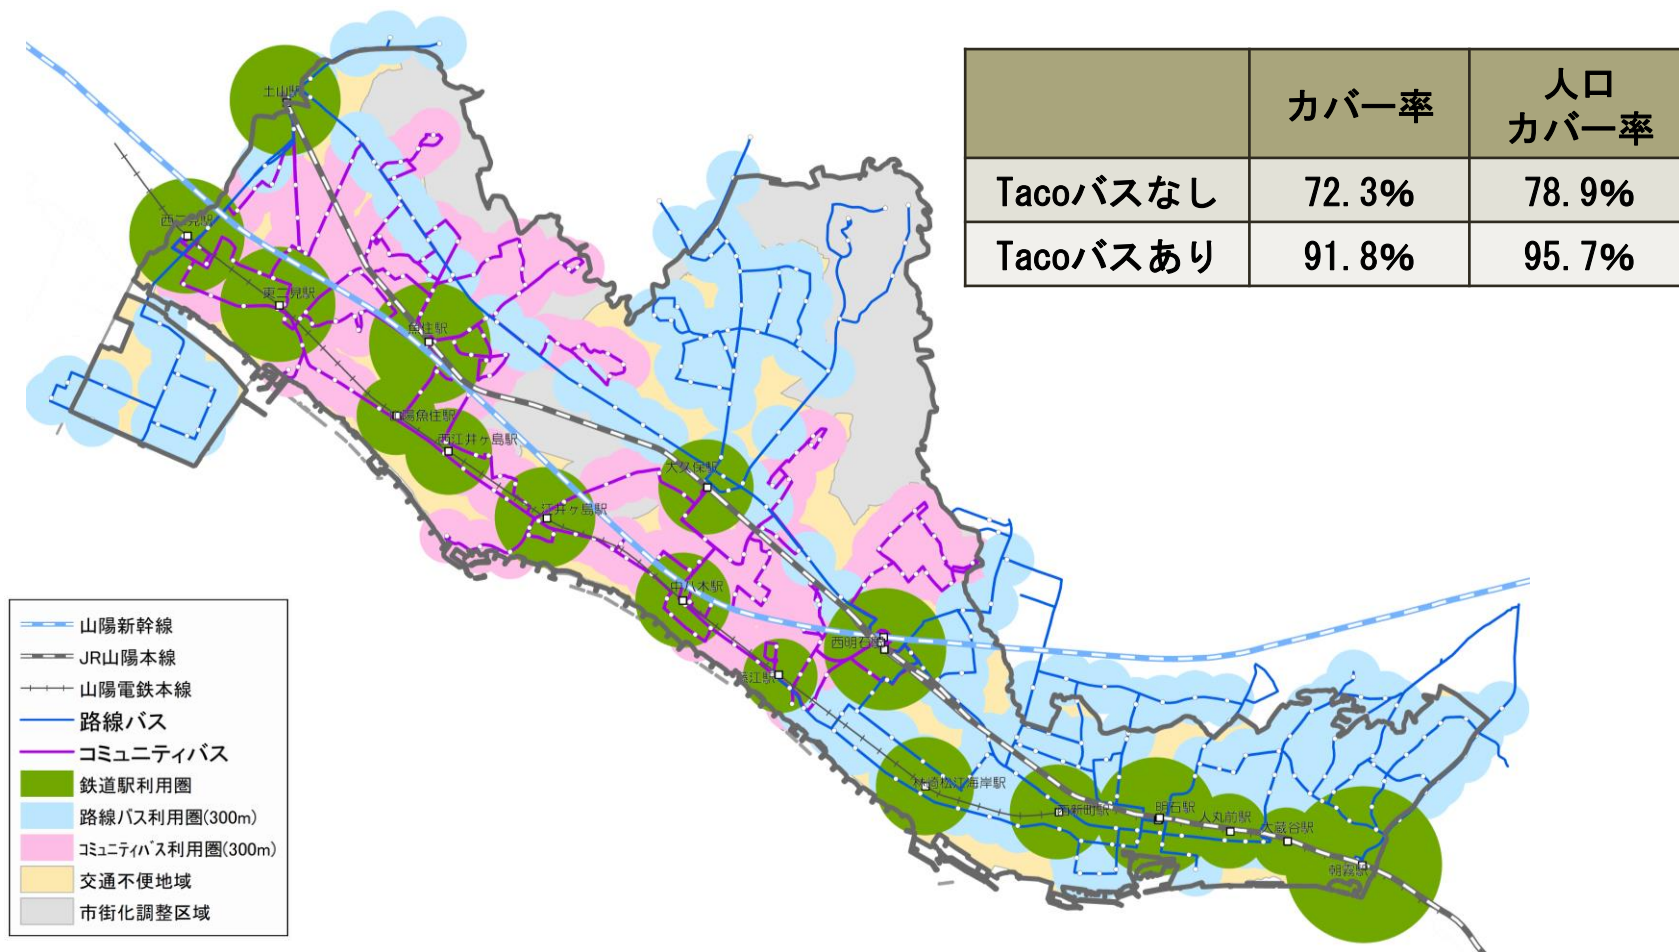 カバー率
人口
カバー率
Tacoバスなし 72.3% 78.9%
Tacoバスあり 91.8% 95.7%
土山駅
西二見駅
東二見駅
魚住駅
山陽魚住駅
西江井ヶ島駅
江井ヶ島駅
大久保駅
中八木駅
西明石駅
藤江駅
林崎松江海岸駅
西新町駅
明石駅
人丸前駅
大蔵谷駅
朝霧駅
山陽新幹線
JR山陽本線
山陽電鉄本線
路線バス
コミュニティバス
鉄道駅利用圏
路線バス利用圏(300m)
コミュニティバス利用圏(300m)
交通不便地域
市街化調整区域